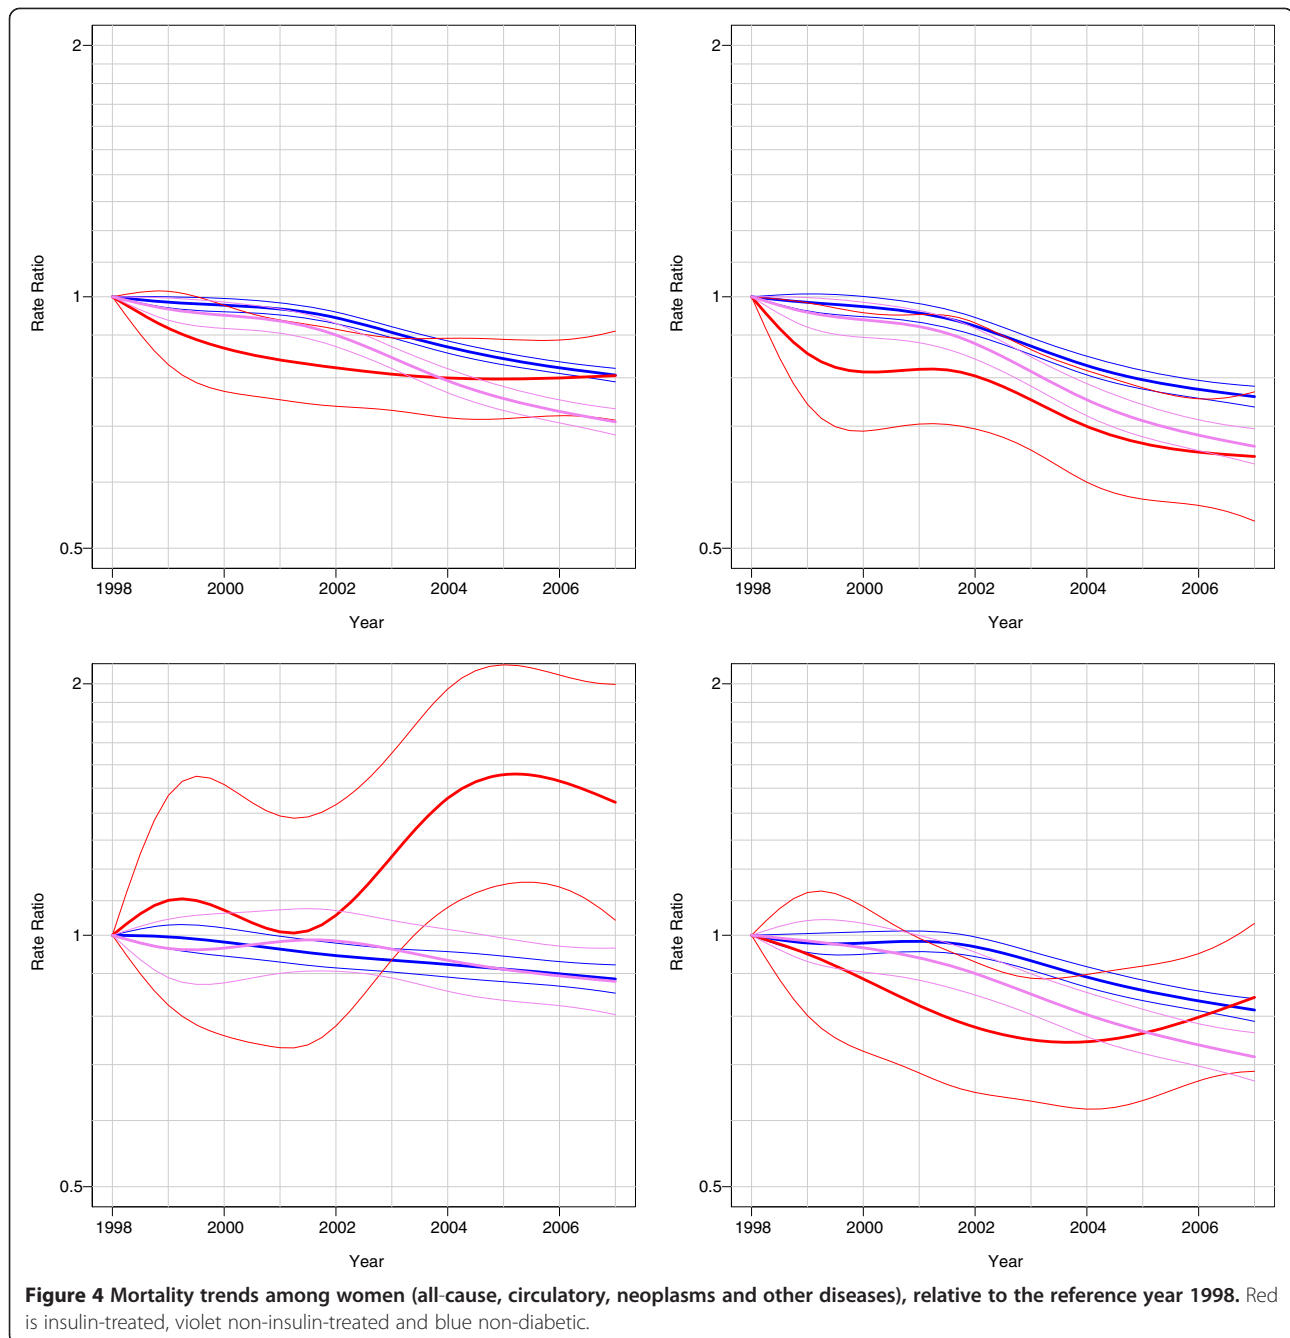 2
1
0.5
Rate Ratio
1998 2000 2002 2004 2006
Year
2
1
0.5
Rate Ratio
1998 2000 2002 2004 2006
Year
2
1
0.5
Rate Ratio
1998 2000 2002 2004 2006
Year
2
1
0.5
Rate Ratio
1998 2000 2002 2004 2006
Year
Figure 4 Mortality trends among women (all-cause, circulatory, neoplasms and other diseases), relative to the reference year 1998. Red
is insulin-treated, violet non-insulin-treated and blue non-diabetic.